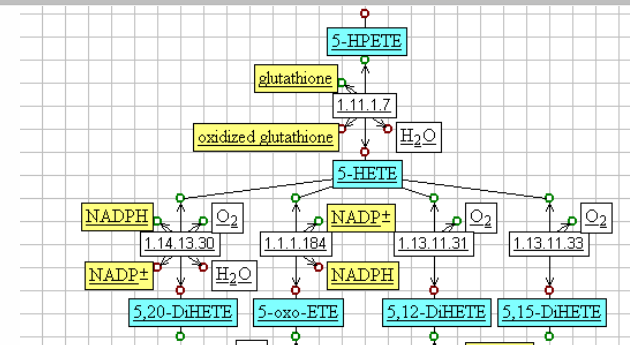 5-HPETE
glutathione
1.11.1.7
oxidized glutathione
H2O
5-HETE
NADPH
O2
NADP±
O2
O2
1.14.13.30
1.1.1.184
1.13.11.31
1.13.11.33
NADP±
H2O
NADPH
5,20-DiHETE
5-oxo-ETE
5,12-DiHETE
5,15-DiHETE